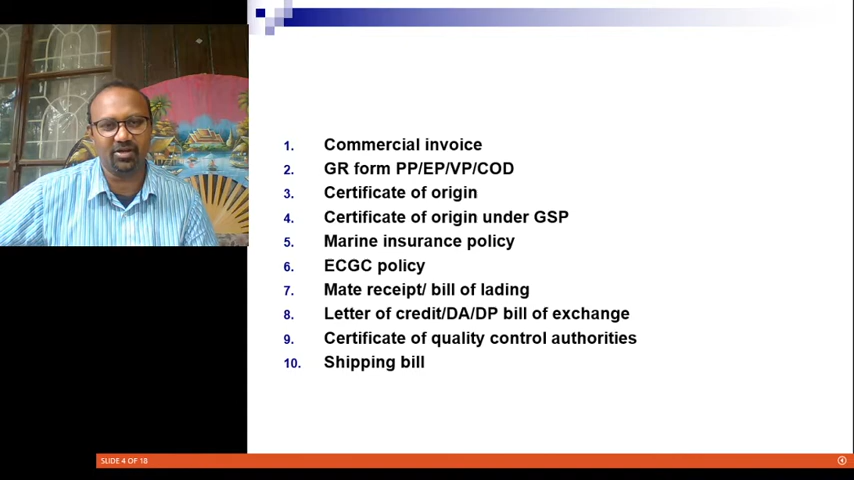 1. Commercial invoice
2. GR form PP/EP/VP/COD
3. Certificate of origin
4. Certificate of origin under GSP
5. Marine insurance policy
6. ECGC policy
7. Mate receipt/ bill of lading
8. Letter of credit/DA/DP bill of exchange
9. Certificate of quality control authorities
10. Shipping bill
SLIDE 4 OF 18